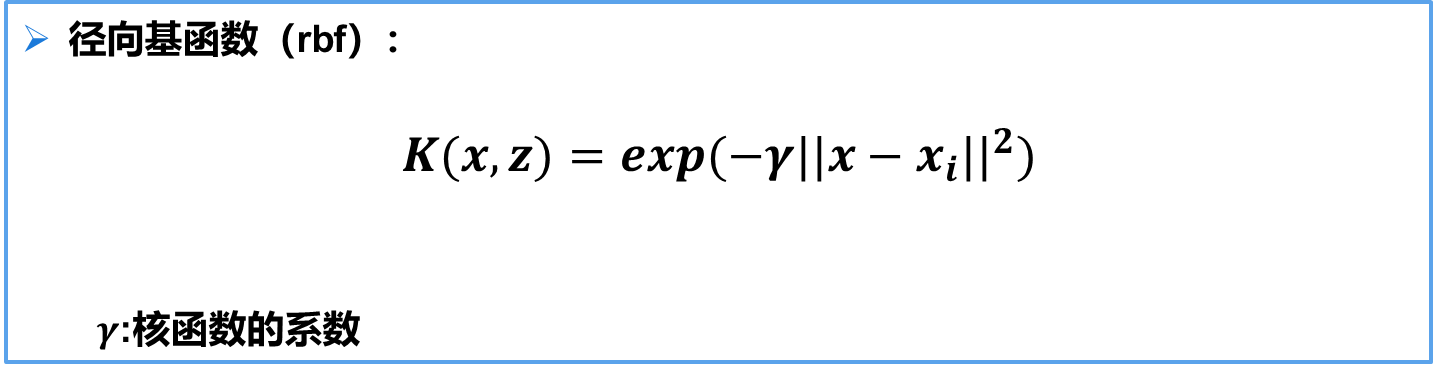 ➢ 径向基函数（rbf）:
K(x, z) = exp(−γ||x − xᵢ||²)
γ:核函数的系数